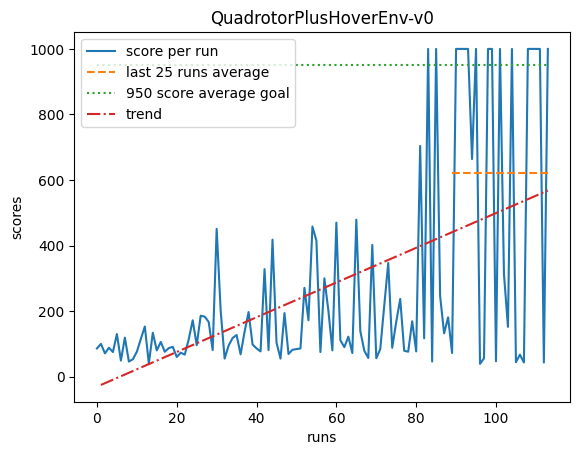 QuadrotorPlusHoverEnv-v0
score per run
last 25 runs average
950 score average goal
trend
scores
1000
800
600
400
200
0
0 20 40 60 80 100
runs